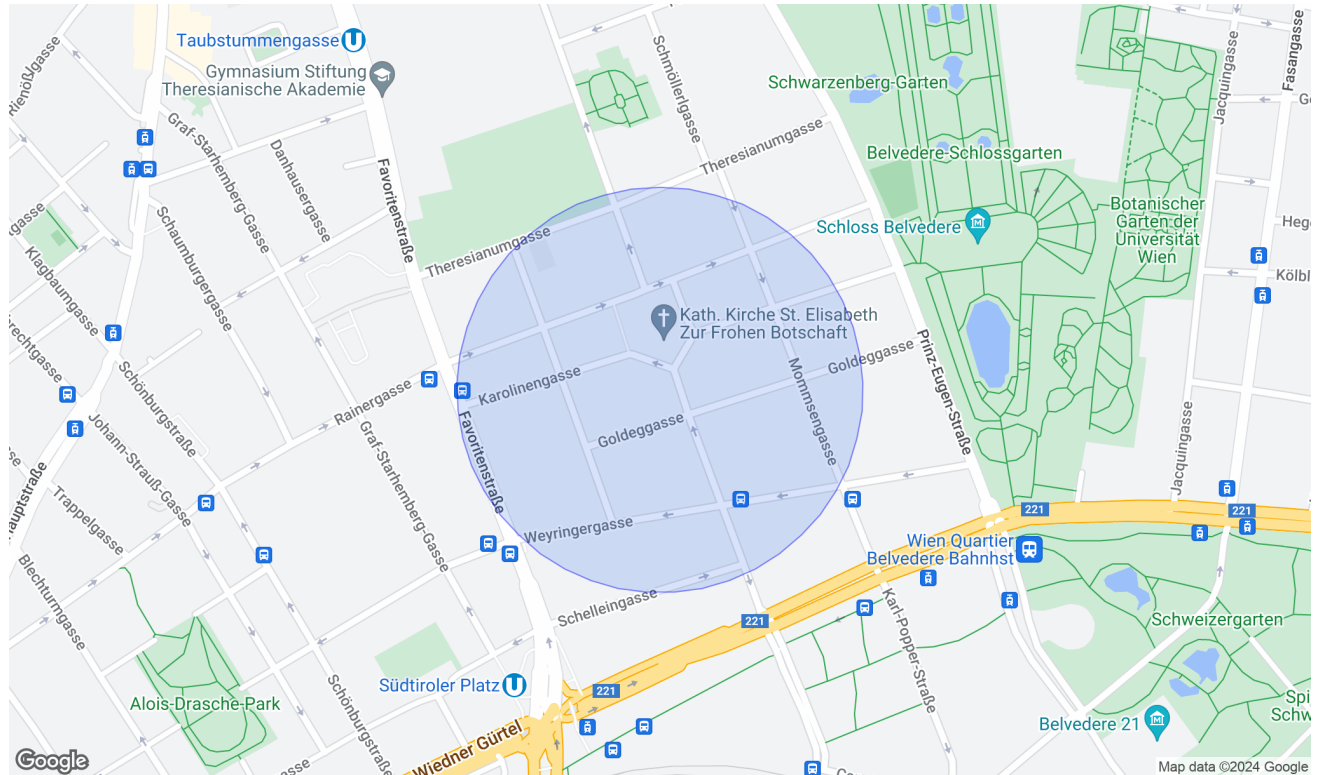 Taubstummengasse
Gymnasium Stiftung
Theresianische Akademie
Rienößlgasse
Schmöllerlgasse
Schwarzenberg-Garten
Jacquingasse
Fasangasse
Graf-Starhemberg-Gasse
Danhausergasse
Favoritenstraße
Theresianumgasse
Belvedere-Schlossgarten
Botanischer
Garten der
Universität
Wien
Schloss Belvedere
Schaumburgergasse
Klagbaumgasse
Theresianumgasse
Kath. Kirche St. Elisabeth
Zur Frohen Botschaft
Prinz-Eugen-Straße
Goldeggasse
Mommsengasse
Karolinengasse
Rainergasse
Schönburgstraße
Johann-Strauß-Gasse
Graf-Starhemberg-Gasse
Favoritenstraße
Goldeggasse
Jacquingasse
Trappelgasse
Blechturmgasse
Weyringergasse
221
221
Wien Quartier
Belvedere Bahnhst
Schelleingasse
221
Karl-Popper-Straße
Schweizergarten
Südtiroler Platz
221
Alois-Drasche-Park
Schönburgstraße
Wiedner Gürtel
Belvedere 21
Google
Map data ©2024 Google